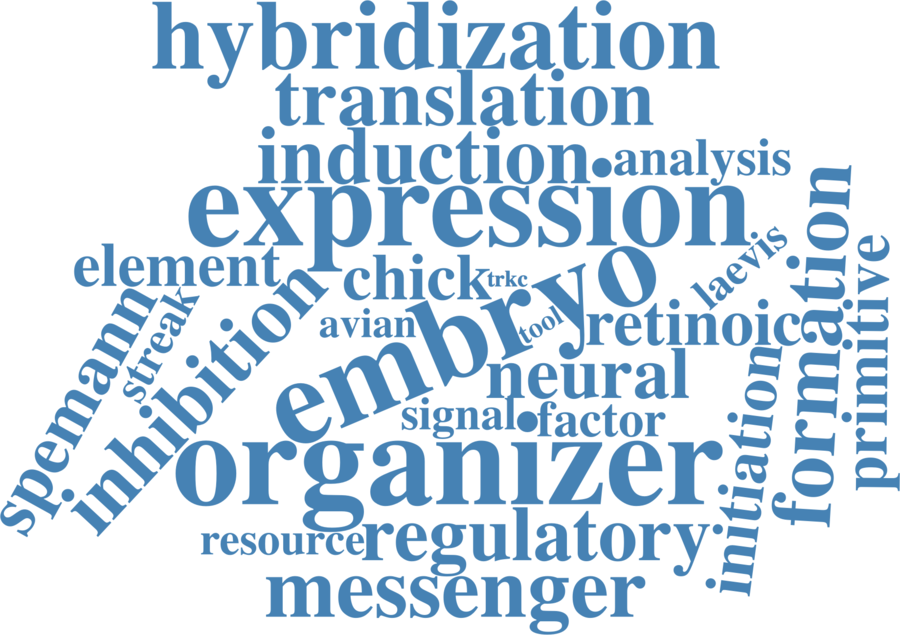 hybridization
translation
induction
analysis
expression
element
chick
trkc
embryo
laevis
formation
primitive
spemann
streak
inhibition
avian
tool
retinoic
neural
initiation
signal
factor
organizer
resource
regulatory
messenger